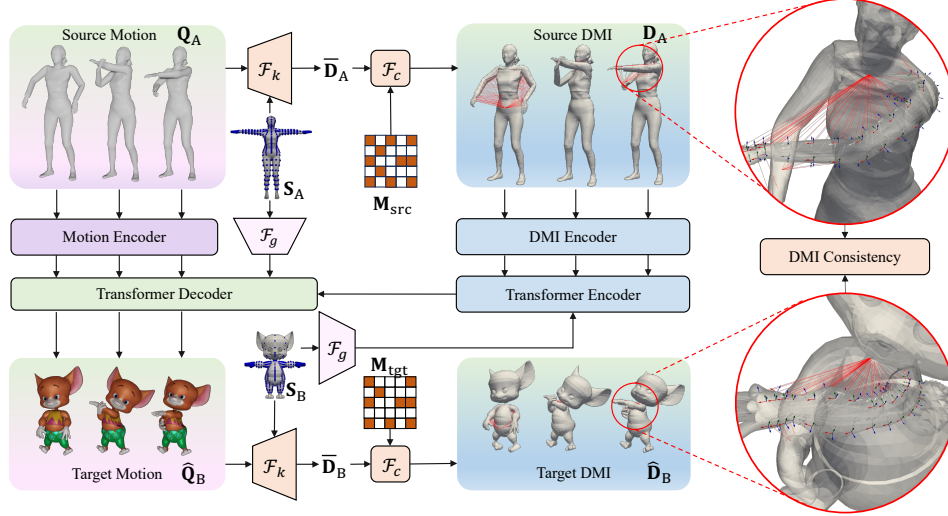 Source Motion Q_A
F_k
D̅_A
F_c
Source DMI D_A
S_A
M_src
F_g
Motion Encoder
DMI Encoder
DMI Consistency
Transformer Decoder
Transformer Encoder
F_g
S_B
M_tgt
Target Motion Q̂_B
F_k
D̅_B
F_c
Target DMI D̂_B